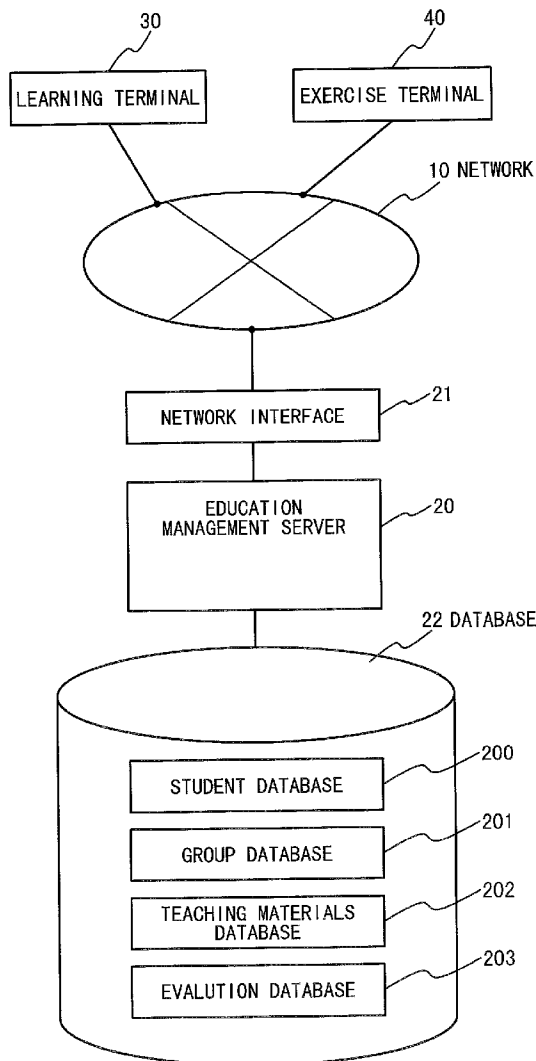 30
40
LEARNING TERMINAL
EXERCISE TERMINAL
10 NETWORK
21
NETWORK INTERFACE
20
EDUCATION
MANAGEMENT SERVER
22 DATABASE
200
STUDENT DATABASE
201
GROUP DATABASE
202
TEACHING MATERIALS
DATABASE
203
EVALUTION DATABASE